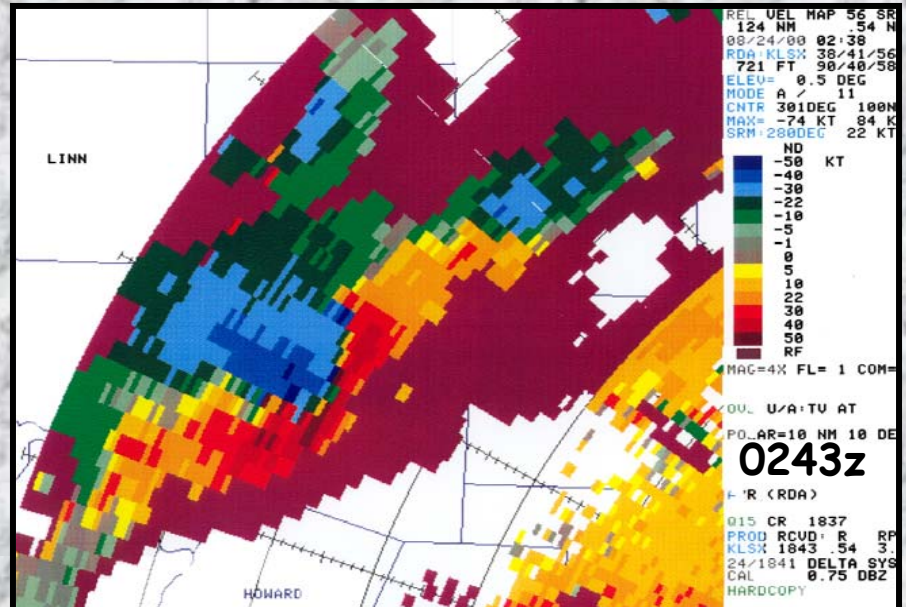 REL VEL MAP 56 SR
124 NM .54 N
08/24/00 02:38
RDA:KLSX 38/41/56
721 FT 90/40/58
ELEV= 0.5 DEG
MODE A / 11
CNTR 301DEG 100N
MAX= -74 KT 84 K
SRM:280DEG 22 KT
ND
-50 KT
-40
-30
-22
-10
-5
-1
0
5
10
22
30
40
50
RF
MAG=4X FL= 1 COM=
U/A:TV AT
10 NM 10 DE
0243z
(RDA)
Q15 CR 1837
PROD RCVD: R RP
KLSX 1843 .54 3.
24/1841 DELTA SYS
CAL 0.75 DBZ
HARDCOPY
LINN
HOWARD